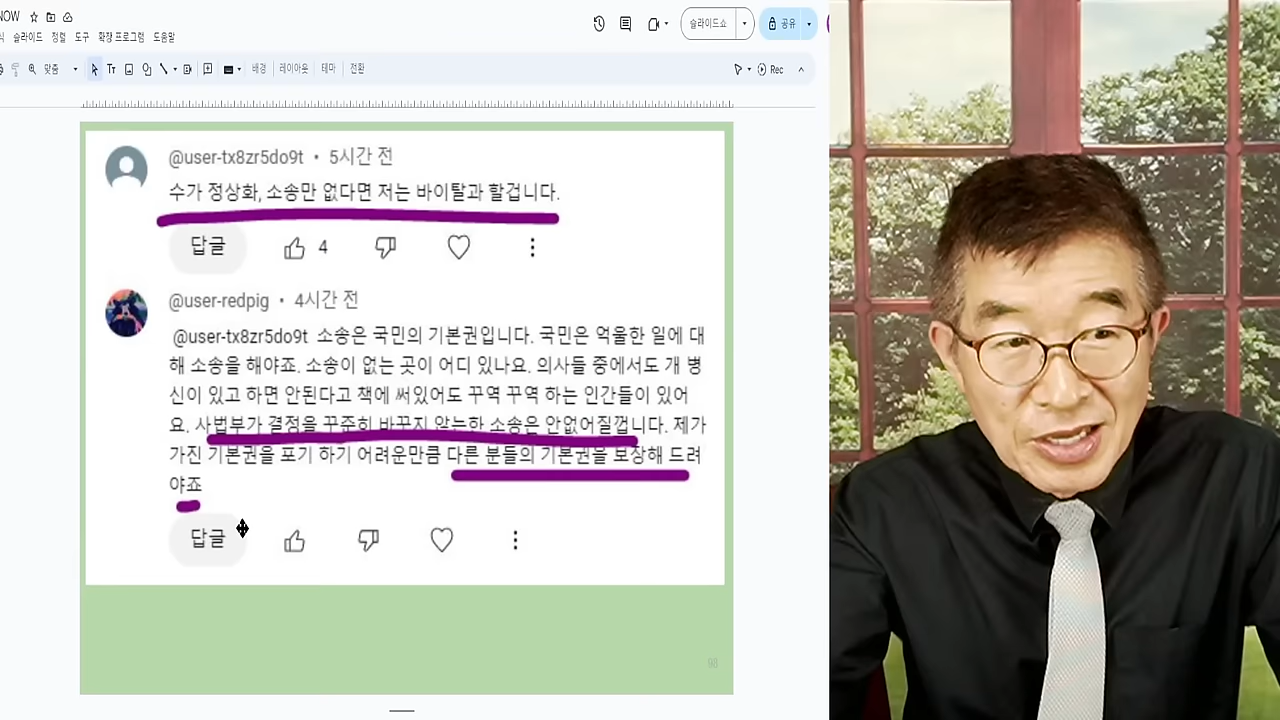 NOW
슬라이드 정렬 도구 확장 프로그램 도움말
슬라이드쇼
공유
맞춤
Tr
배경 레이아웃 테마 전환
Rec
@user-tx8zr5do9t • 5시간 전
수가 정상화, 소송만 없다면 저는 바이탈과 할겁니다.
답글 4
@user-redpig • 4시간 전
@user-tx8zr5do9t 소송은 국민의 기본권입니다. 국민은 억울한 일에 대
해 소송을 해야죠. 소송이 없는 곳이 어디 있나요. 의사들 중에서도 개 병
신이 있고 하면 안된다고 책에 써있어도 꾸역 꾸역 하는 인간들이 있어
요. 사법부가 결정을 꾸준히 바꾸지 않는한 소송은 안없어질껍니다. 제가
가진 기본권을 포기 하기 어려운만큼 다른 분들의 기본권을 보장해 드려
야죠
답글
98